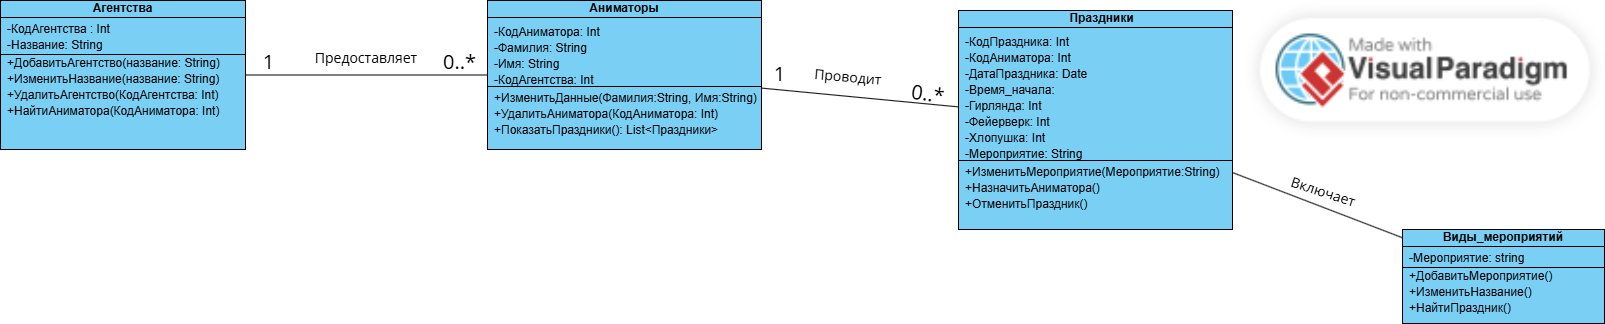 Агентства
-КодАгентства : Int
-Название: String
+ДобавитьАгентство(название: String)
+ИзменитьНазвание(название: String)
+УдалитьАгентство(КодАгентства: Int)
+НайтиАниматора(КодАниматора: Int)
1
Предоставляет
0..*
Аниматоры
-КодАниматора: Int
-Фамилия: String
-Имя: String
-КодАгентства: Int
+ИзменитьДанные(Фамилия:String, Имя:String)
+УдалитьАниматора(КодАниматора: Int)
+ПоказатьПраздники(): List<Праздники>
1
Проводит
0..*
Праздники
-КодПраздника: Int
-КодАниматора: Int
-ДатаПраздника: Date
-Время_начала:
-Гирлянда: Int
-Фейерверк: Int
-Хлопушка: Int
-Мероприятие: String
+ИзменитьМероприятие(Мероприятие:String)
+НазначитьАниматора()
+ОтменитьПраздник()
Made with
Visual Paradigm
For non-commercial use
Включает
Виды_мероприятий
-Мероприятие: string
+ДобавитьМероприятие()
+ИзменитьНазвание()
+НайтиПраздник()